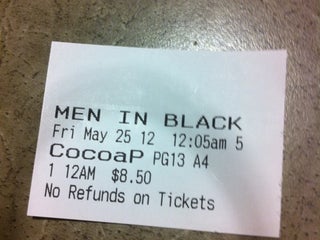 MEN IN BLACK
Fri May 25 12 12:05am 5
CocoaP PG13 A4
1 12AM $8.50
No Refunds on Tickets